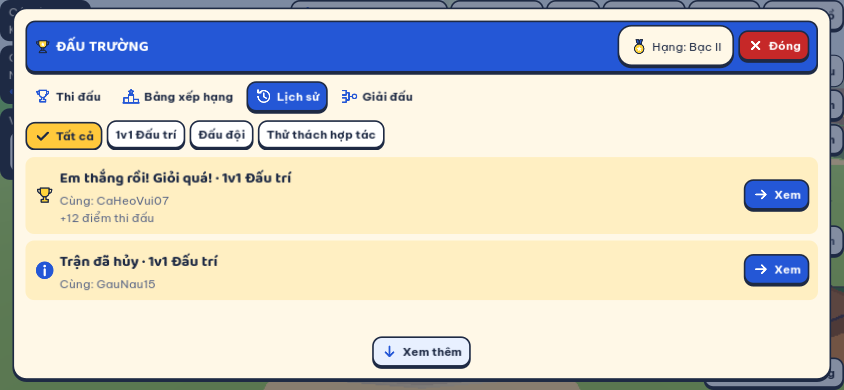 ĐẤU TRƯỜNG
Hạng: Bạc II
Đóng
Thi đấu
Bảng xếp hạng
Lịch sử
Giải đấu
Tất cả
1v1 Đấu trí
Đấu đội
Thử thách hợp tác
Em thắng rồi! Giỏi quá! · 1v1 Đấu trí
Cùng: CaHeoVui07
+12 điểm thi đấu
Xem
Trận đã hủy · 1v1 Đấu trí
Cùng: GauNau15
Xem
Xem thêm